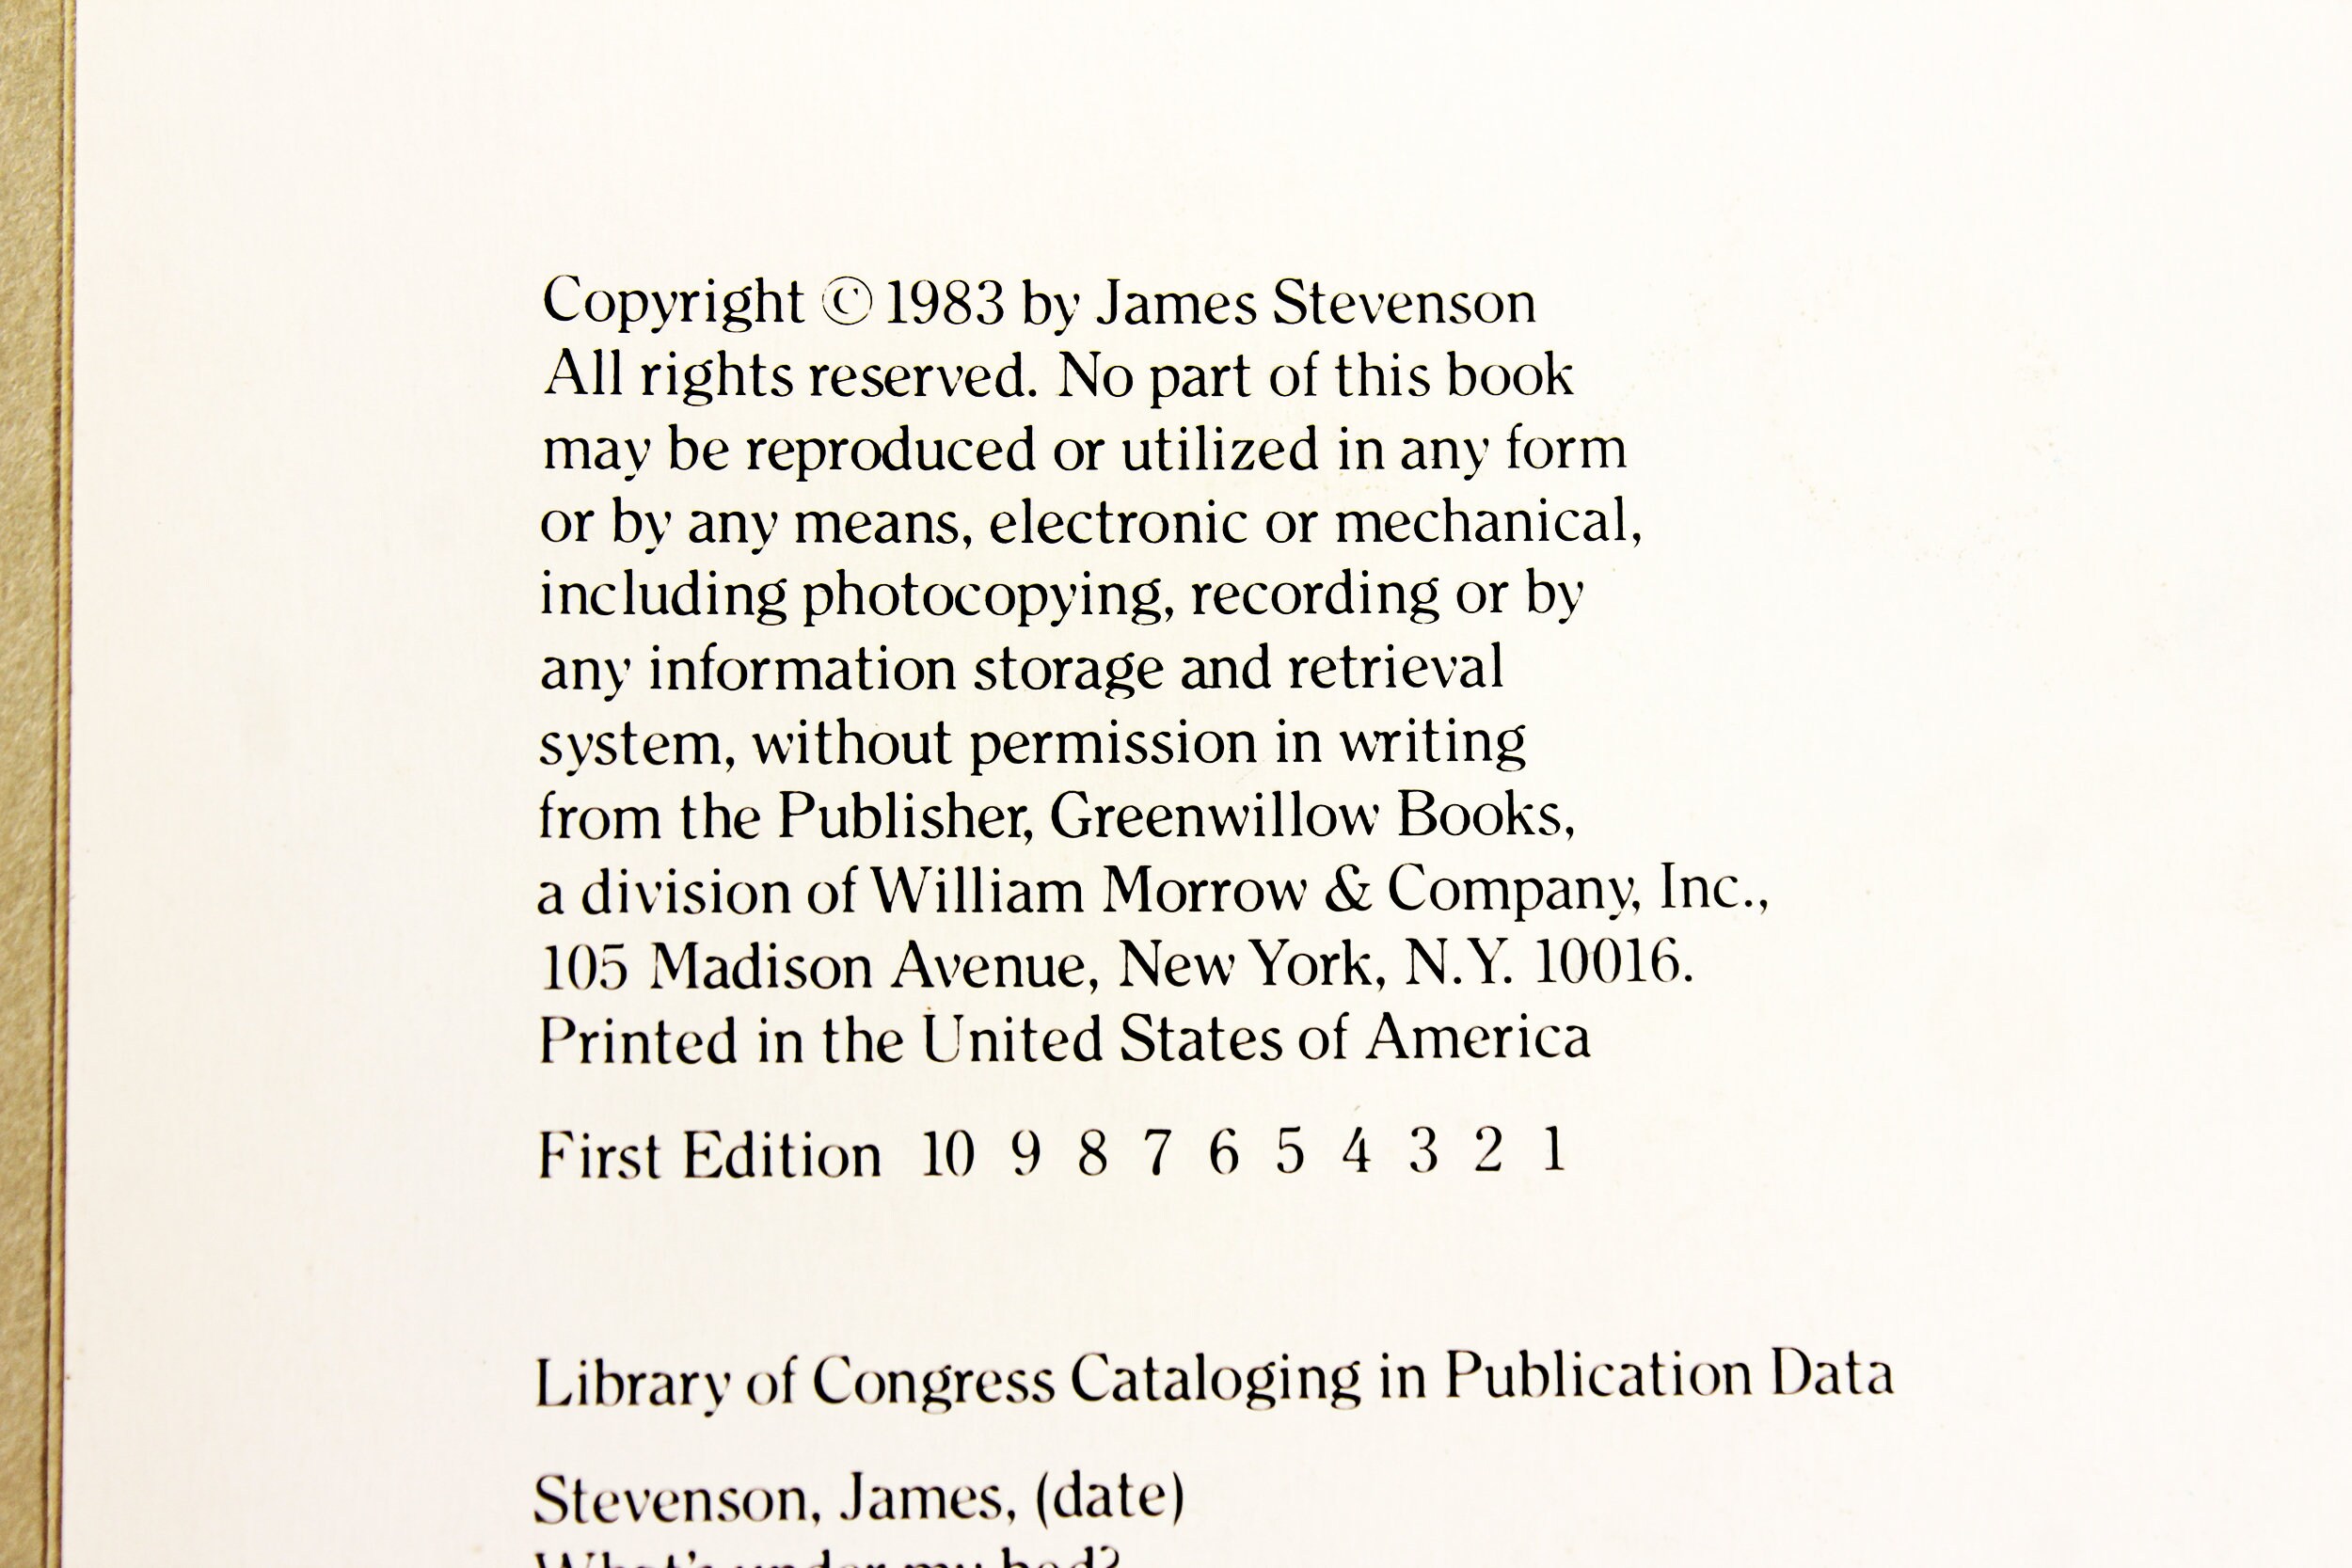 Copyright © 1983 by James Stevenson
All rights reserved. No part of this book
may be reproduced or utilized in any form
or by any means, electronic or mechanical,
including photocopying, recording or by
any information storage and retrieval
system, without permission in writing
from the Publisher, Greenwillow Books,
a division of William Morrow & Company, Inc.,
105 Madison Avenue, New York, N.Y. 10016.
Printed in the United States of America
First Edition 10 9 8 7 6 5 4 3 2 1
Library of Congress Cataloging in Publication Data
Stevenson, James, (date)
What's under my bed?